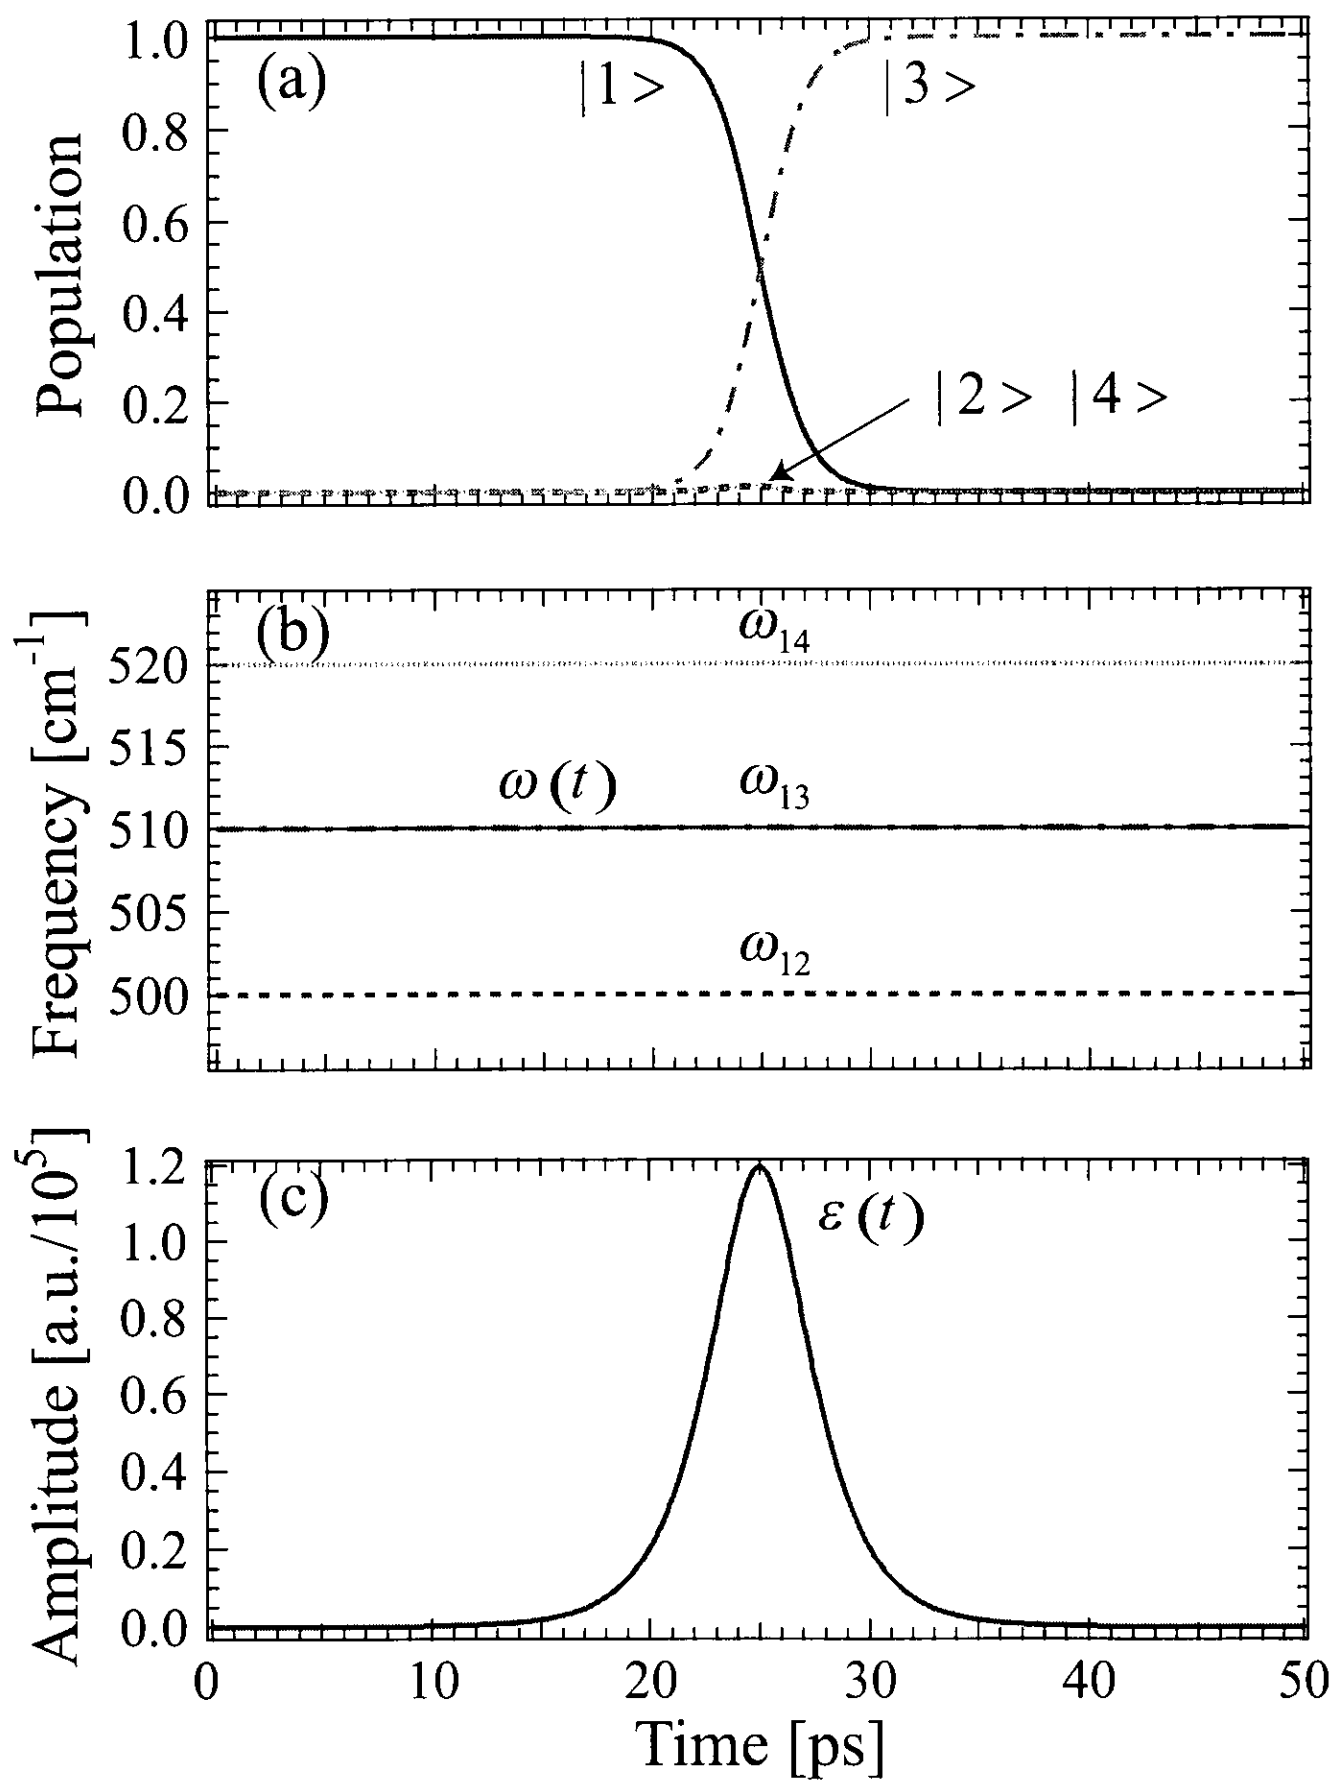 (a)
|1>
|3>
|2> |4>
Population
1.0
0.8
0.6
0.4
0.2
0.0
(b)
ω14
ω(t) ω13
ω12
Frequency [cm-1]
520
515
510
505
500
(c)
ε(t)
Amplitude [a.u./10^5]
1.2
1.0
0.8
0.6
0.4
0.2
0.0
0 10 20 30 40 50
Time [ps]